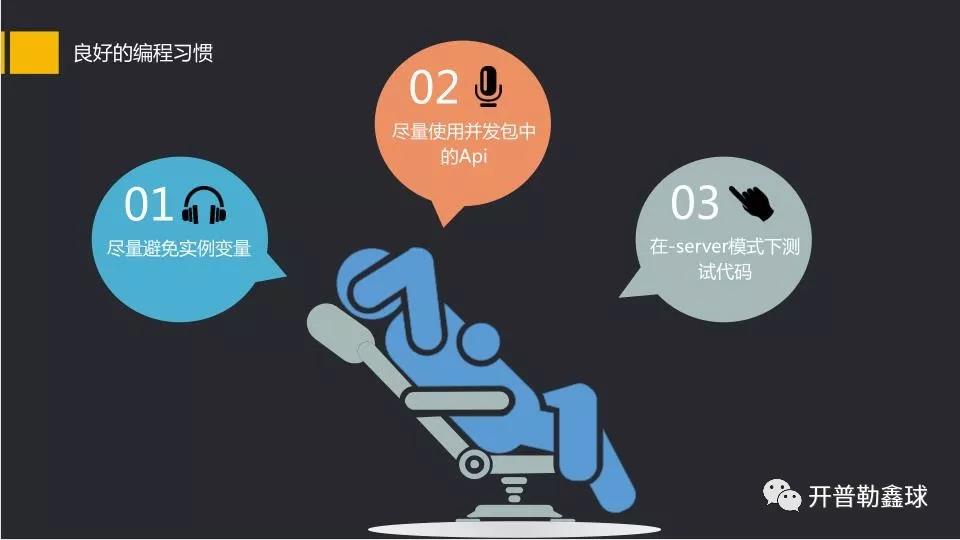 良好的编程习惯
01
尽量避免实例变量
02
尽量使用并发包中
的Api
03
在-server模式下测
试代码
开普勒鑫球